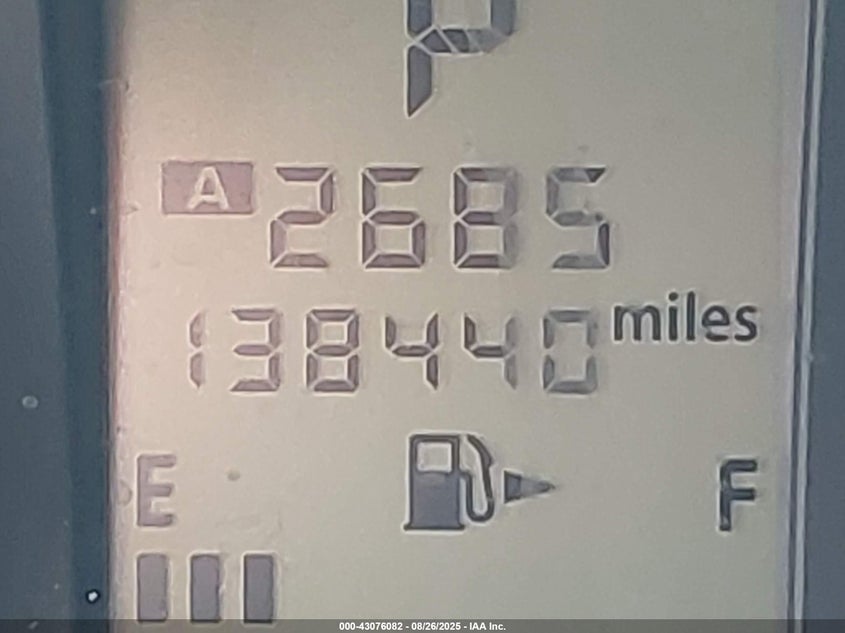 P
A 2685
138440 miles
E F
000-43076082 - 08/26/2025 - IAA Inc.